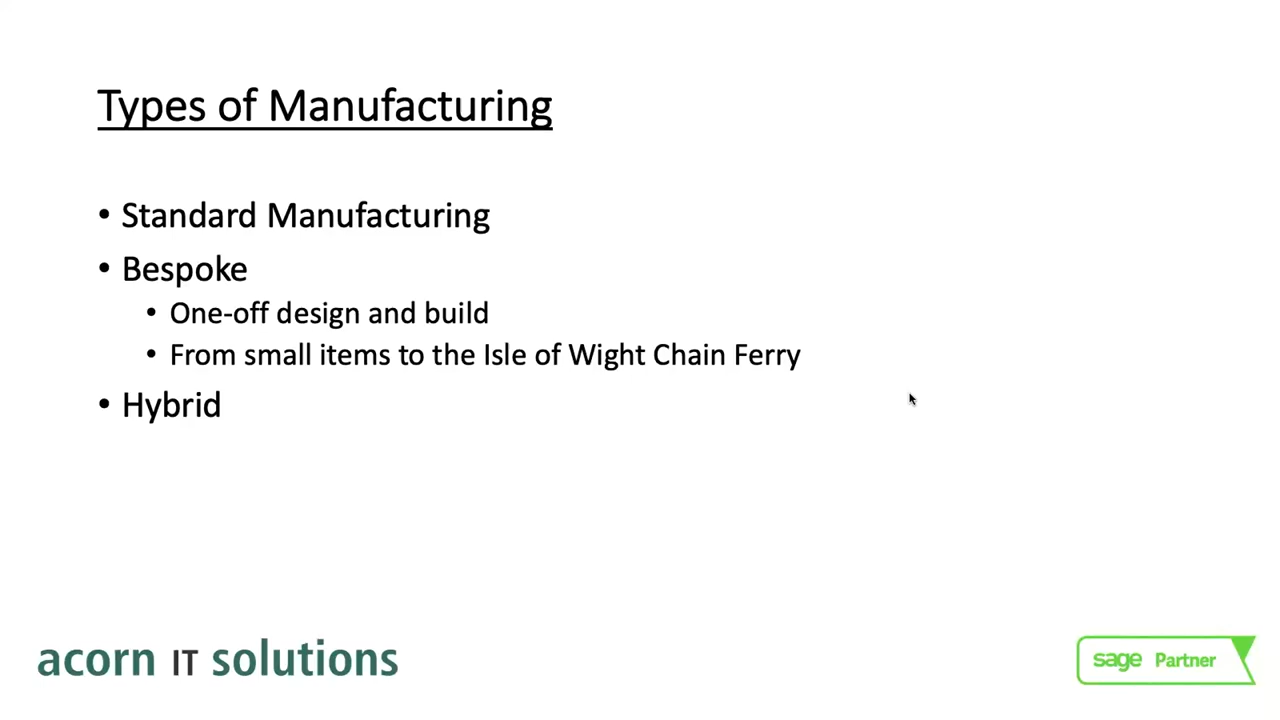 Types of Manufacturing
• Standard Manufacturing
• Bespoke
• One-off design and build
• From small items to the Isle of Wight Chain Ferry
• Hybrid
acorn IT solutions
sage Partner